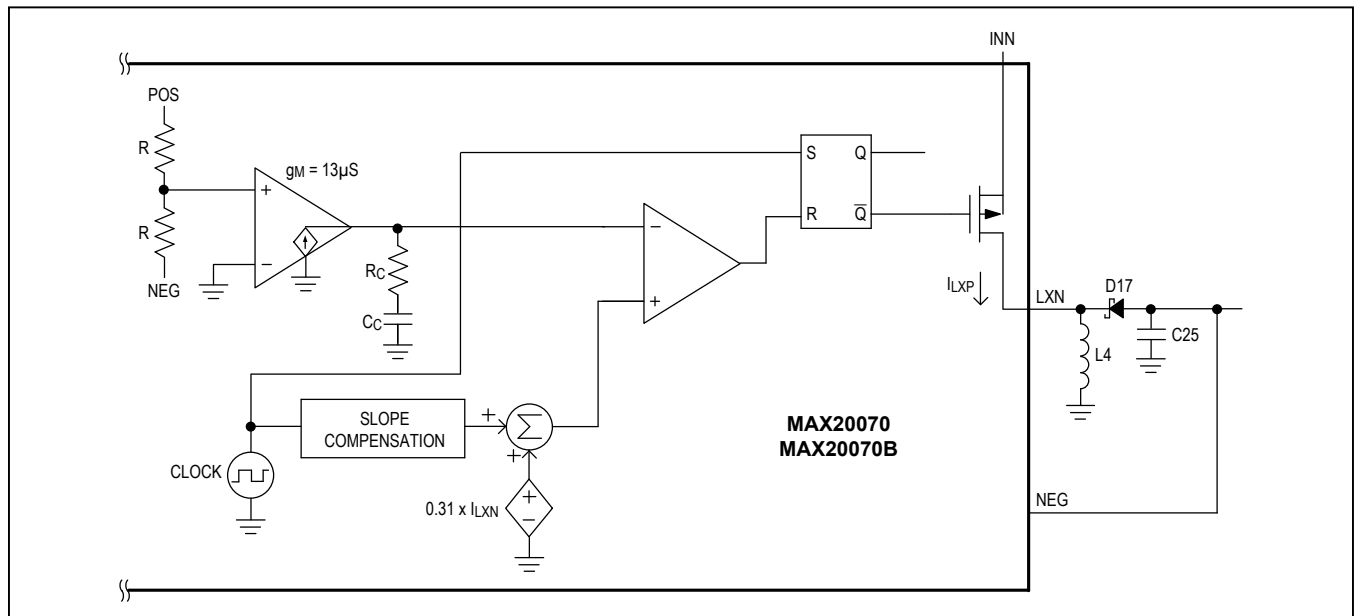 INN
POS
R
gM = 13µS
+
−
R
NEG
RC
CC
S Q
R Q̅
−
+
ILXP
LXN
D17
C25
L4
SLOPE
COMPENSATION
+
Σ
+
CLOCK
0.31 x ILXN
+
−
MAX20070
MAX20070B
NEG